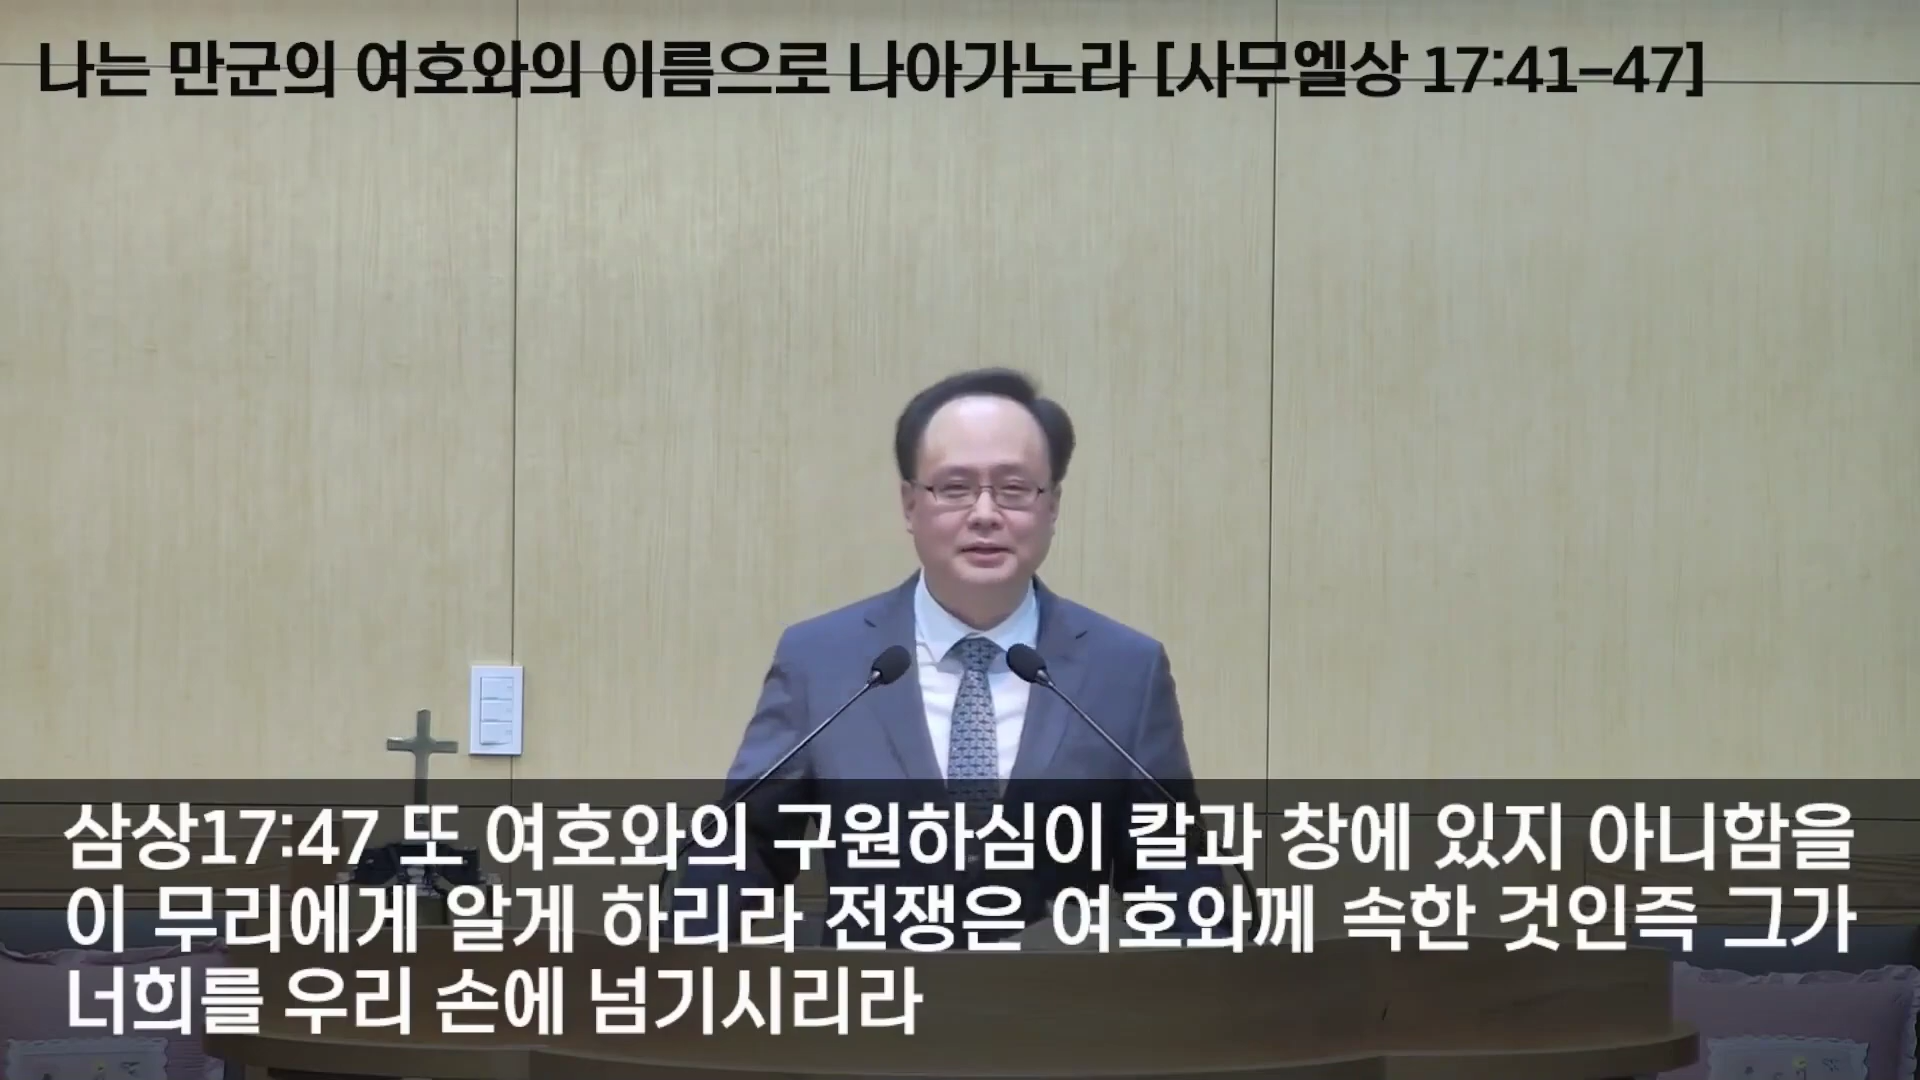 나는 만군의 여호와의 이름으로 나아가노라 [사무엘상 17:41-47]
삼상17:47 또 여호와의 구원하심이 칼과 창에 있지 아니함을
이 무리에게 알게 하리라 전쟁은 여호와께 속한 것인즉 그가
너희를 우리 손에 넘기시리라